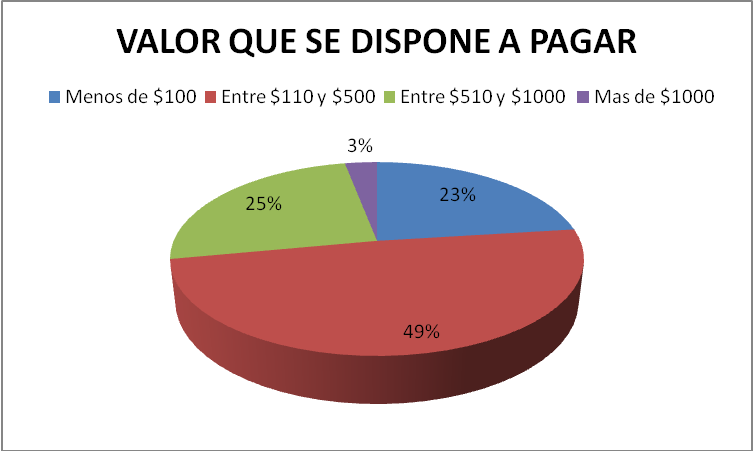 VALOR QUE SE DISPONE A PAGAR
Menos de $100 Entre $110 y $500 Entre $510 y $1000 Mas de $1000
3%
23%
25%
49%